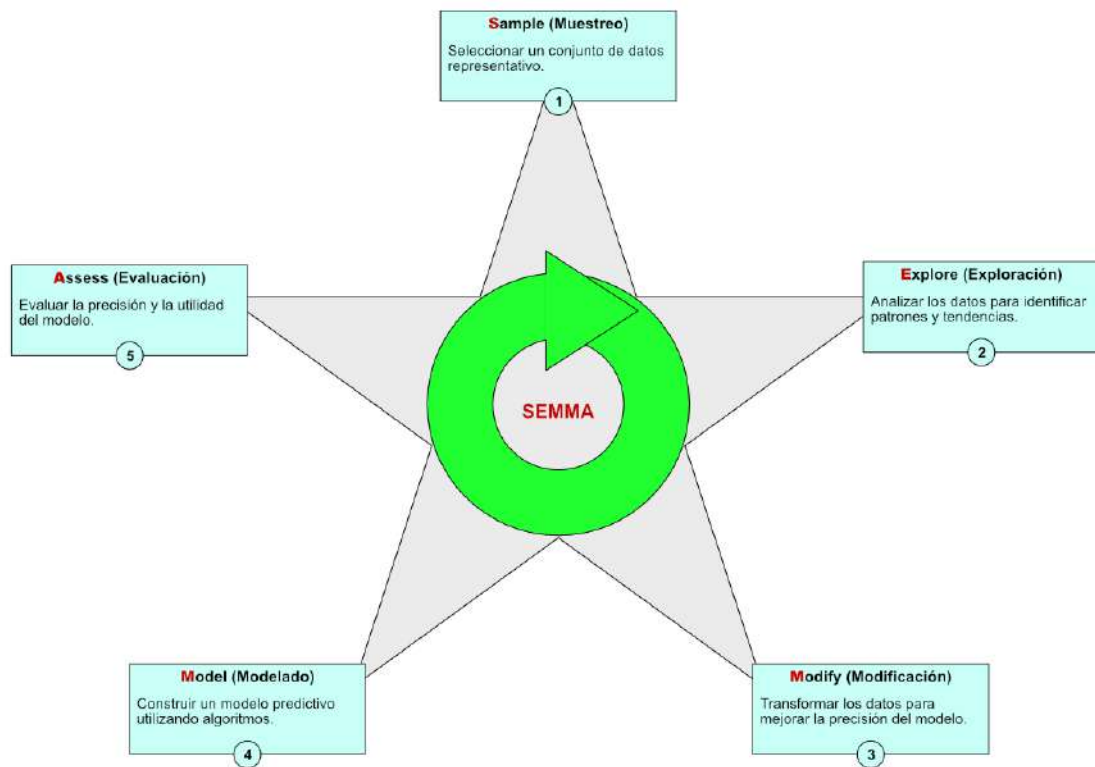 Sample (Muestreo)
Seleccionar un conjunto de datos
representativo.
1
Assess (Evaluación)
Evaluar la precisión y la utilidad
del modelo.
5
Explore (Exploración)
Analizar los datos para identificar
patrones y tendencias.
2
SEMMA
Model (Modelado)
Construir un modelo predictivo
utilizando algoritmos.
4
Modify (Modificación)
Transformar los datos para
mejorar la precisión del modelo.
3